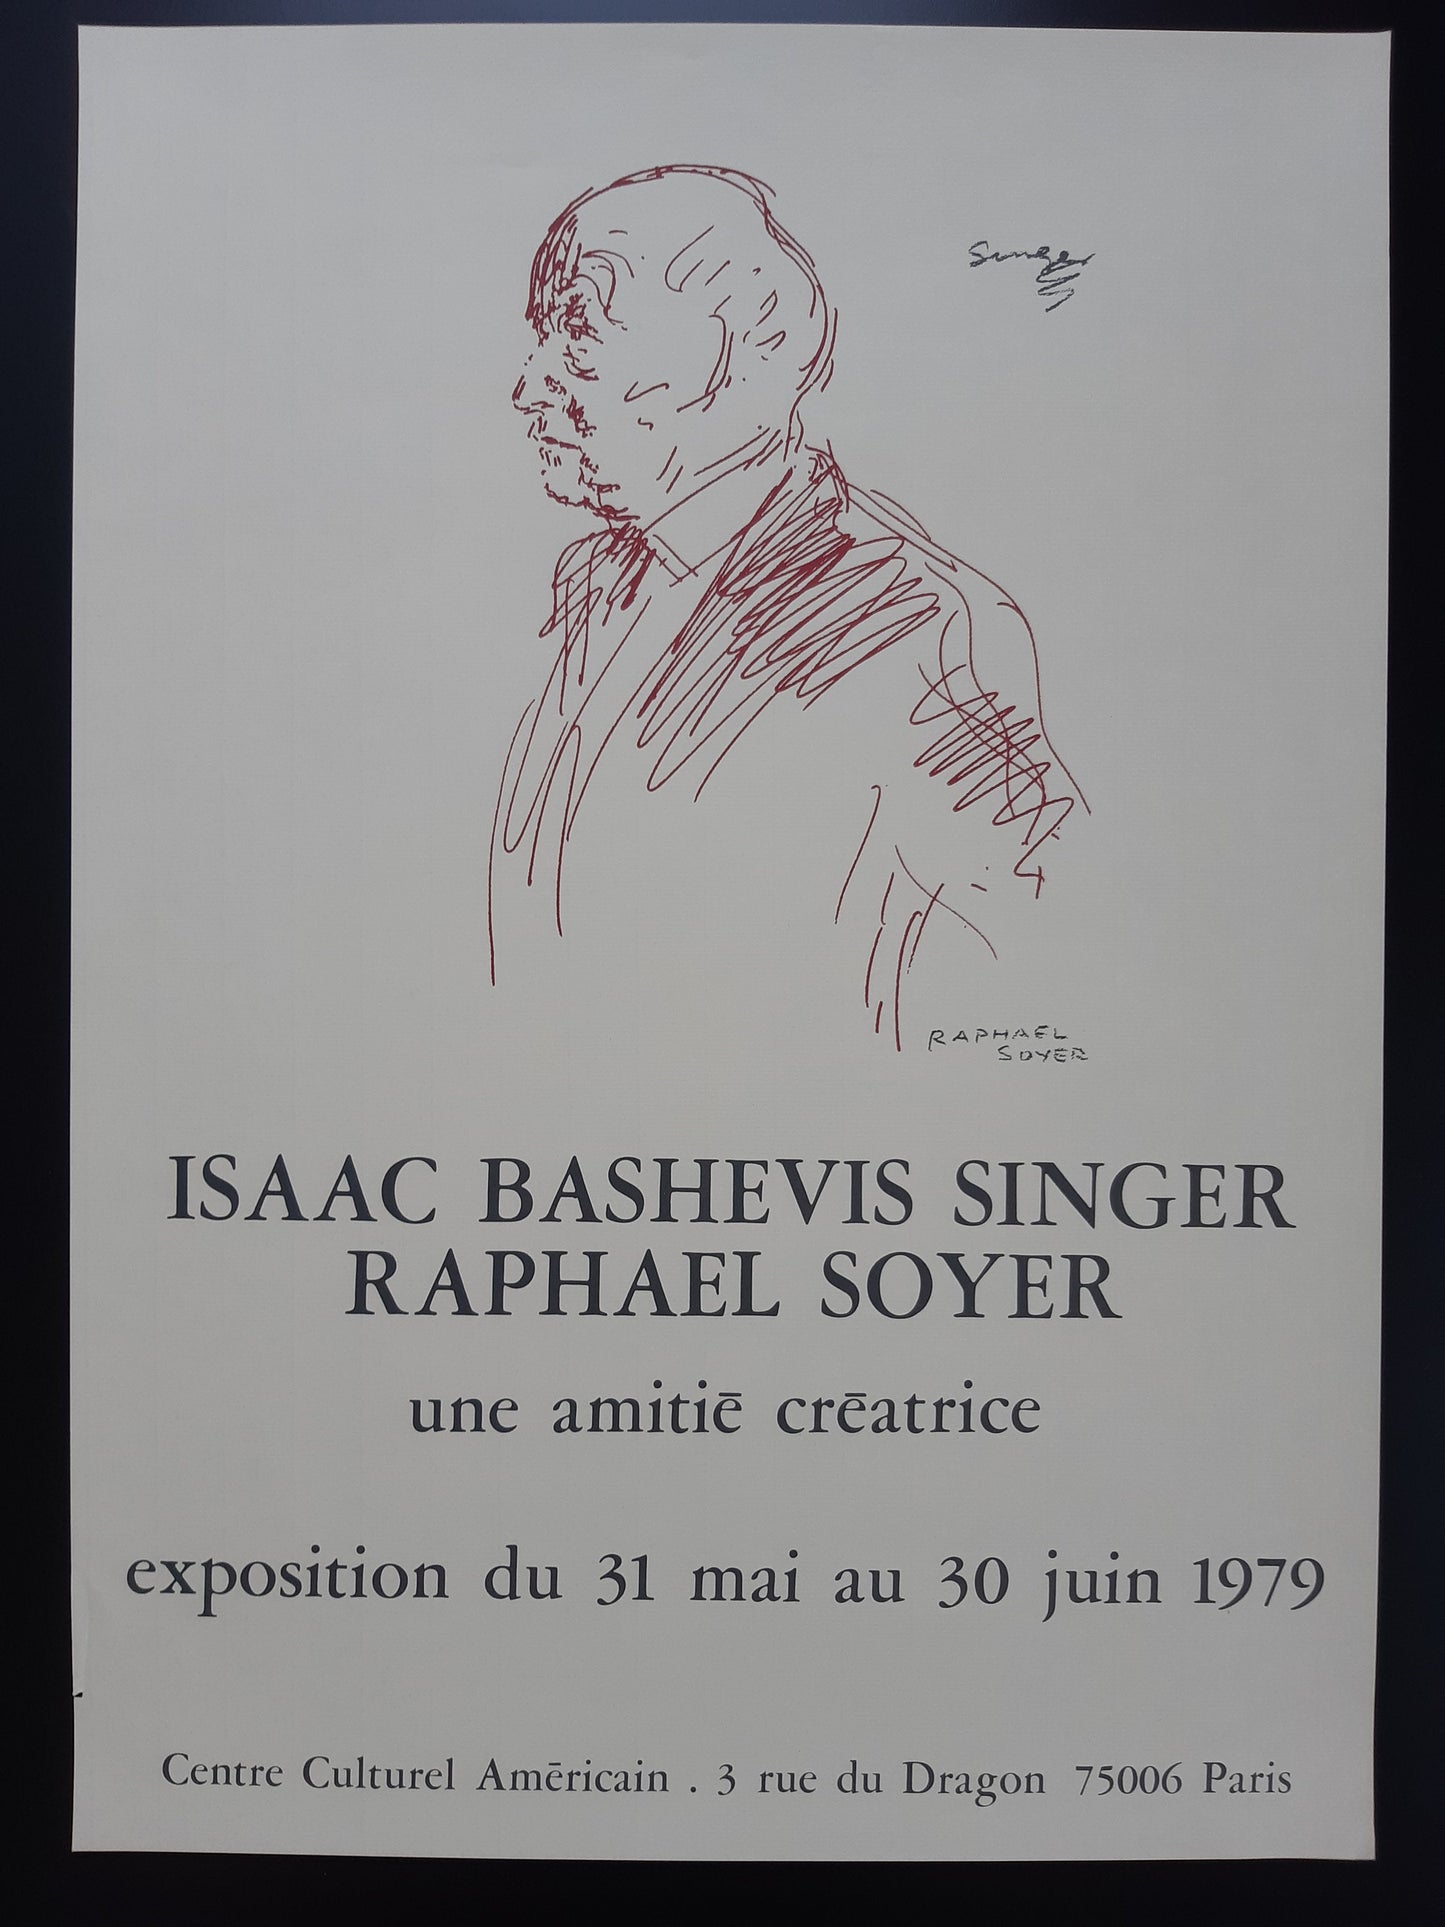 Singer
RAPHAEL
SOYER
ISAAC BASHEVIS SINGER
RAPHAEL SOYER
une amitiē crēatrice
exposition du 31 mai au 30 juin 1979
Centre Culturel Amēricain . 3 rue du Dragon 75006 Paris